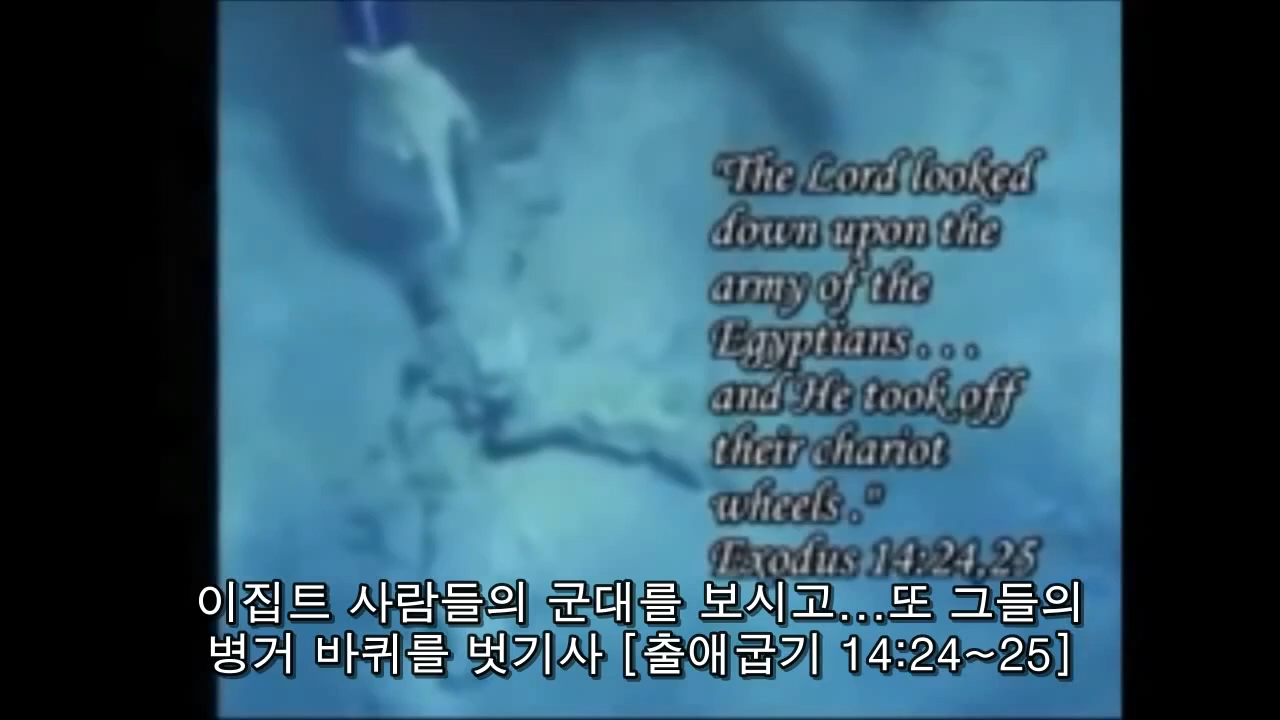 "The Lord looked
down upon the
army of the
Egyptians . . .
and He took off
their chariot
wheels ."
Exodus 14:24,25
이집트 사람들의 군대를 보시고...또 그들의
병거 바퀴를 벗기사 [출애굽기 14:24~25]